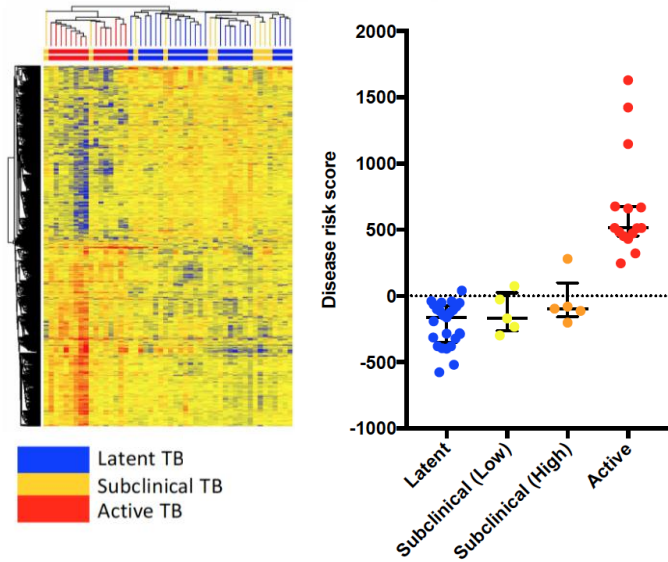 Latent TB
Subclinical TB
Active TB
Disease risk score
2000
1500
1000
500
0
-500
-1000
Latent
Subclinical (Low)
Subclinical (High)
Active